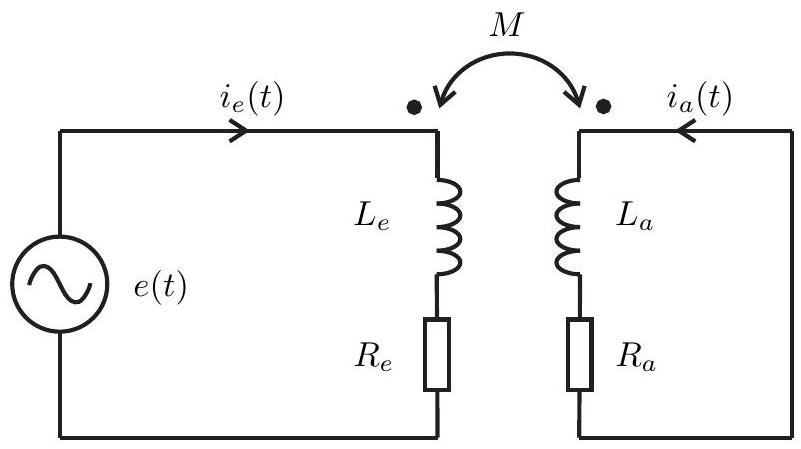 M
i_e(t)
i_a(t)
L_e
L_a
e(t)
R_e
R_a